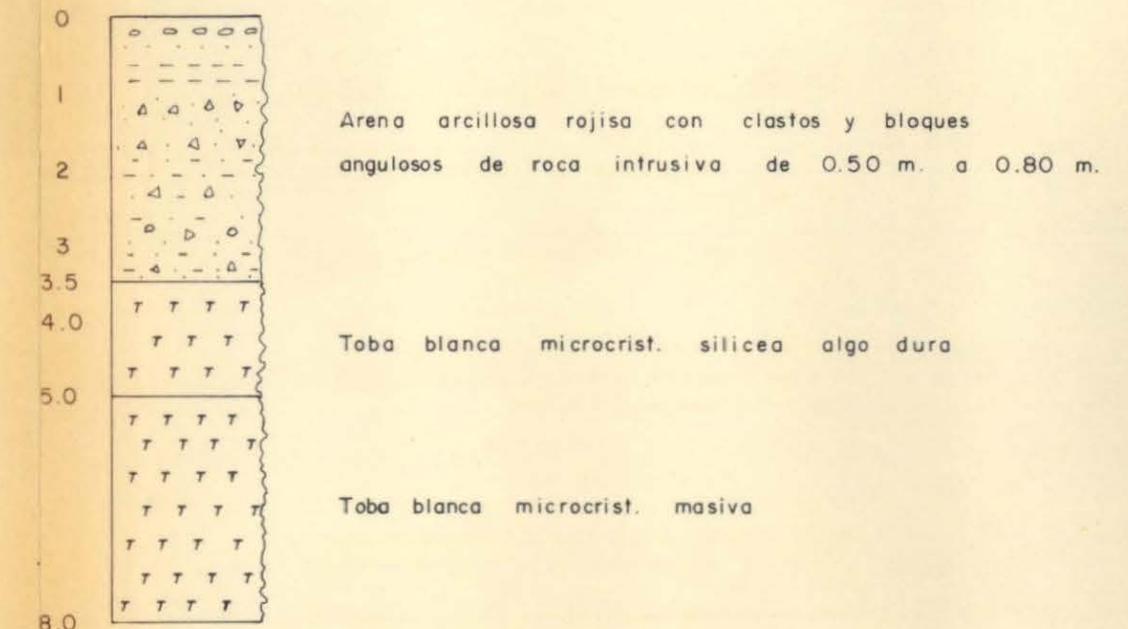 0
1
Arena arcillosa rojisa con clastos y bloques
angulosos de roca intrusiva de 0.50 m. a 0.80 m.
2
3
3.5
T T T T
4.0
T T T
Toba blanca microcrist. silicea algo dura
T T T T
5.0
T T T T
T T T T
T T T T
T T T T
Toba blanca microcrist. masiva
T T T T
T T T T
T T T T
8.0